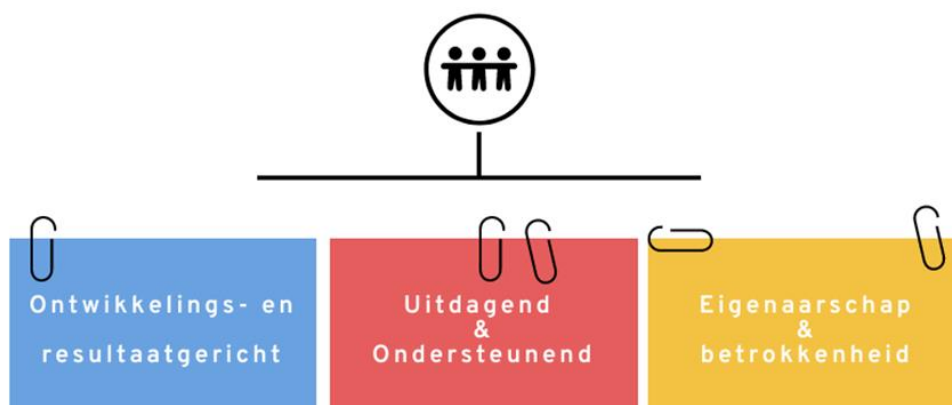 Ontwikkelings- en
resultaatgericht
Uitdagend
&
Ondersteunend
Eigenaarschap
&
betrokkenheid